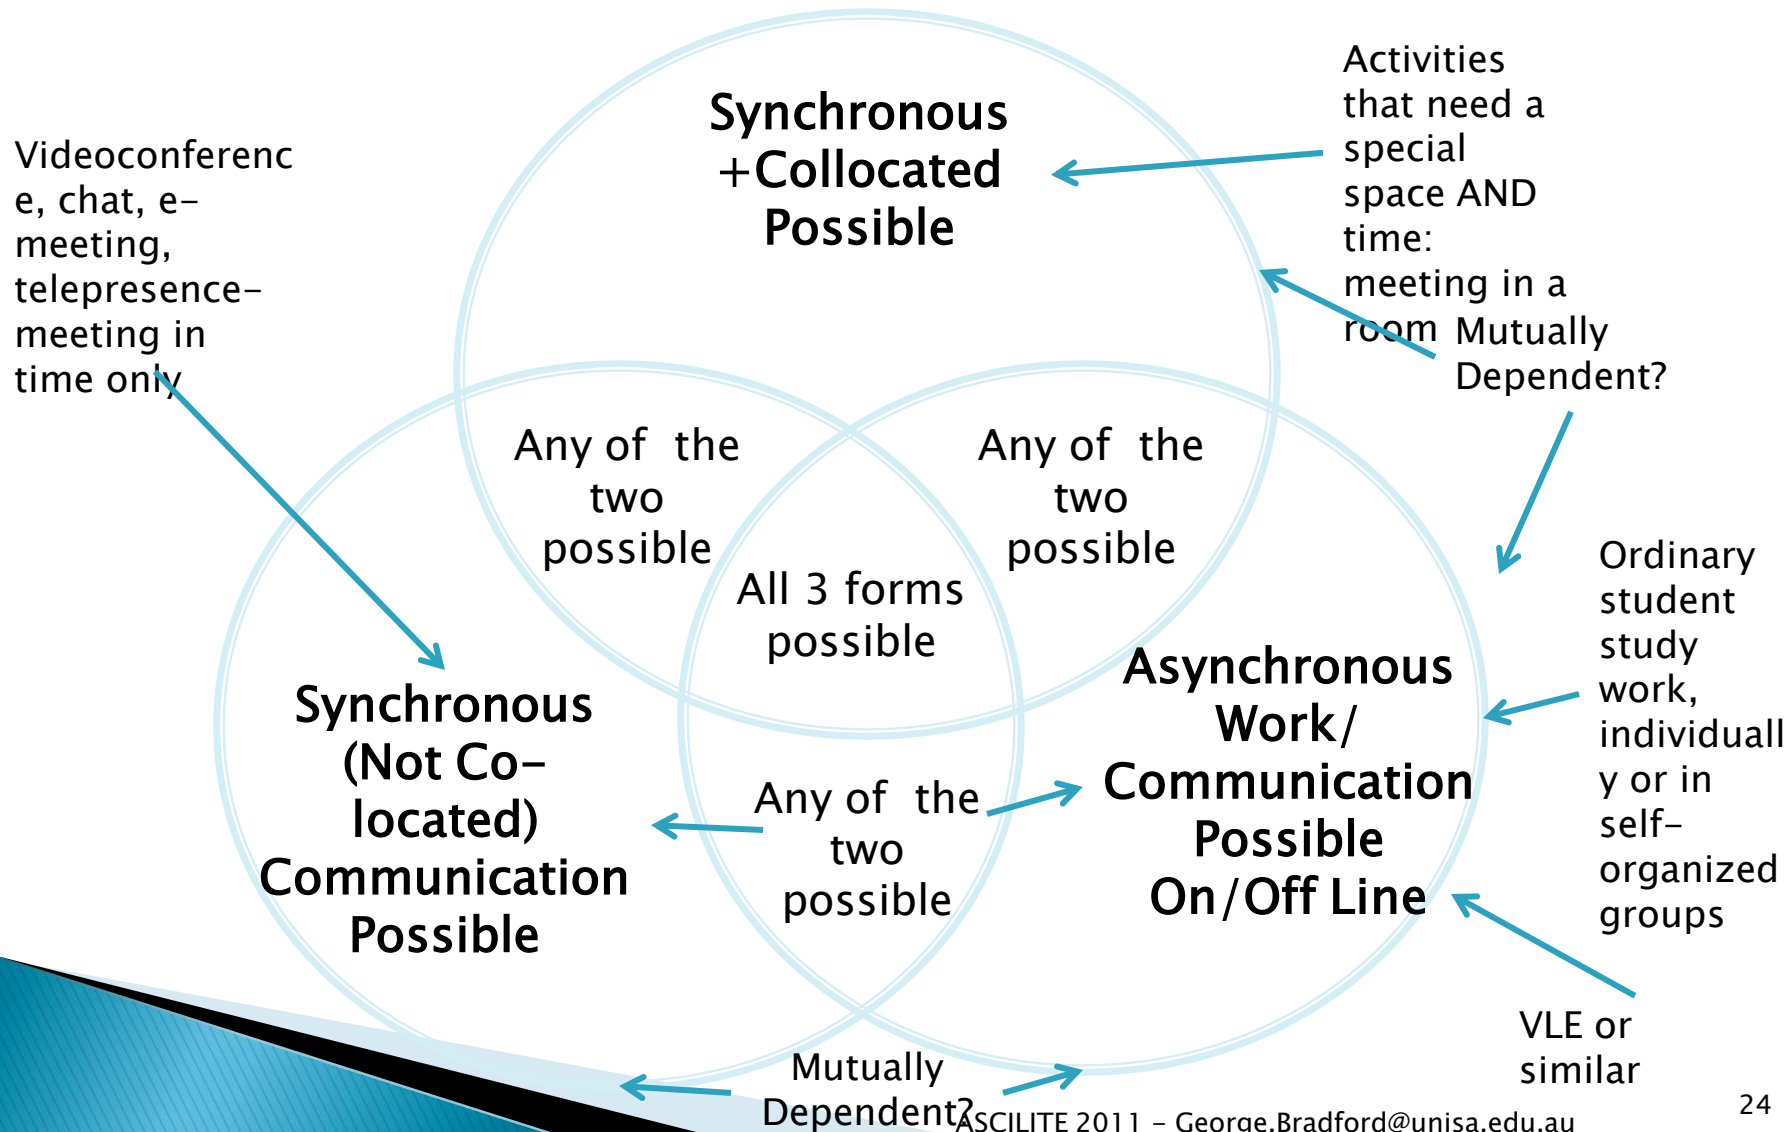 Synchronous
+Collocated
Possible
Activities
that need a
special
space AND
time:
meeting in a
room
Mutually
Dependent?
Videoconferenc
e, chat, e-
meeting,
telepresence-
meeting in
time only
Any of the
two
possible
Any of the
two
possible
All 3 forms
possible
Synchronous
(Not Co-
located)
Communication
Possible
Any of the
two
possible
Asynchronous
Work/
Communication
Possible
On/Off Line
Ordinary
student
study
work,
individuall
y or in
self-
organized
groups
VLE or
similar
Mutually
Dependent?
ASCILITE 2011 - George.Bradford@unisa.edu.au
24